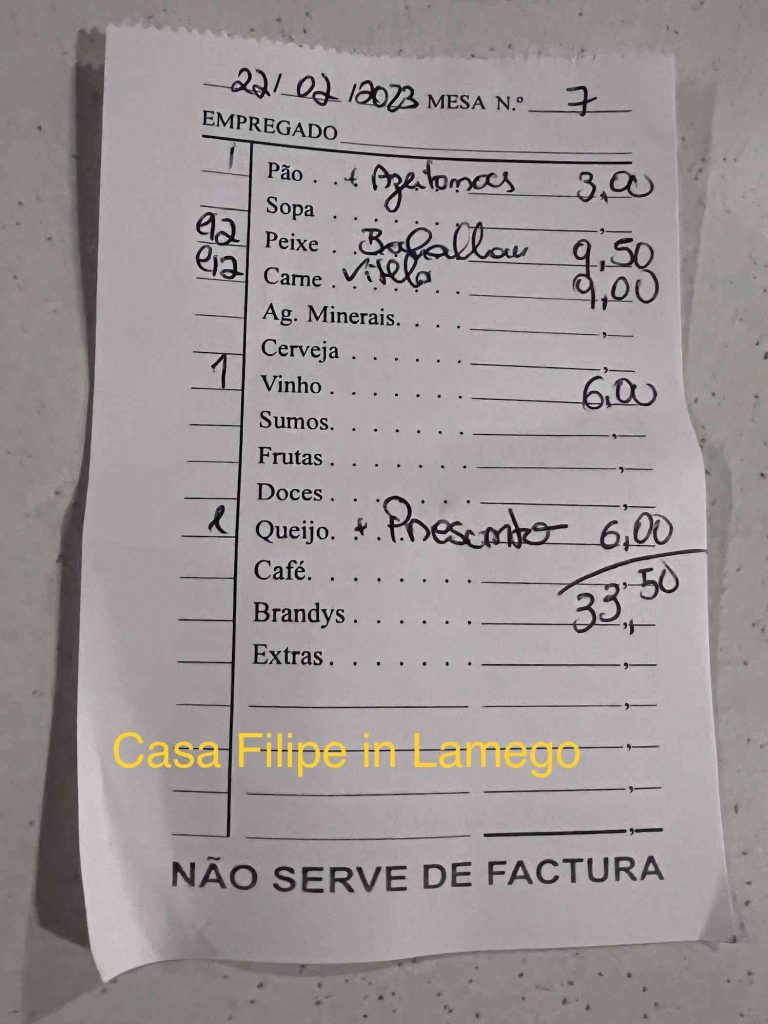 22/02/2023 MESA N.º 7
EMPREGADO
1 Pão . . + Azeitonas 3,00
Sopa . . . . . . . ,
1/2 Peixe . Bacallau 9,50
1/2 Carne . Vitela . . 9,00
Ag. Minerais. . . . ,
Cerveja . . . . . . ,
1 Vinho . . . . . . . 6,00
Sumos. . . . . . . ,
Frutas . . . . . . . ,
Doces . . . . . . . ,
1 Queijo. + . Presunto 6,00
Café. . . . . . . . ,
33,50
Brandys . . . . . . ,
Extras . . . . . . . ,
Casa Filipe in Lamego
NÃO SERVE DE FACTURA